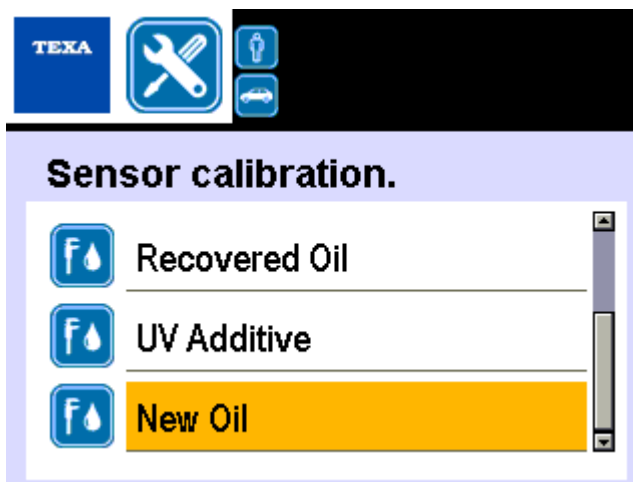 TEXA
Sensor calibration.
Recovered Oil
UV Additive
New Oil